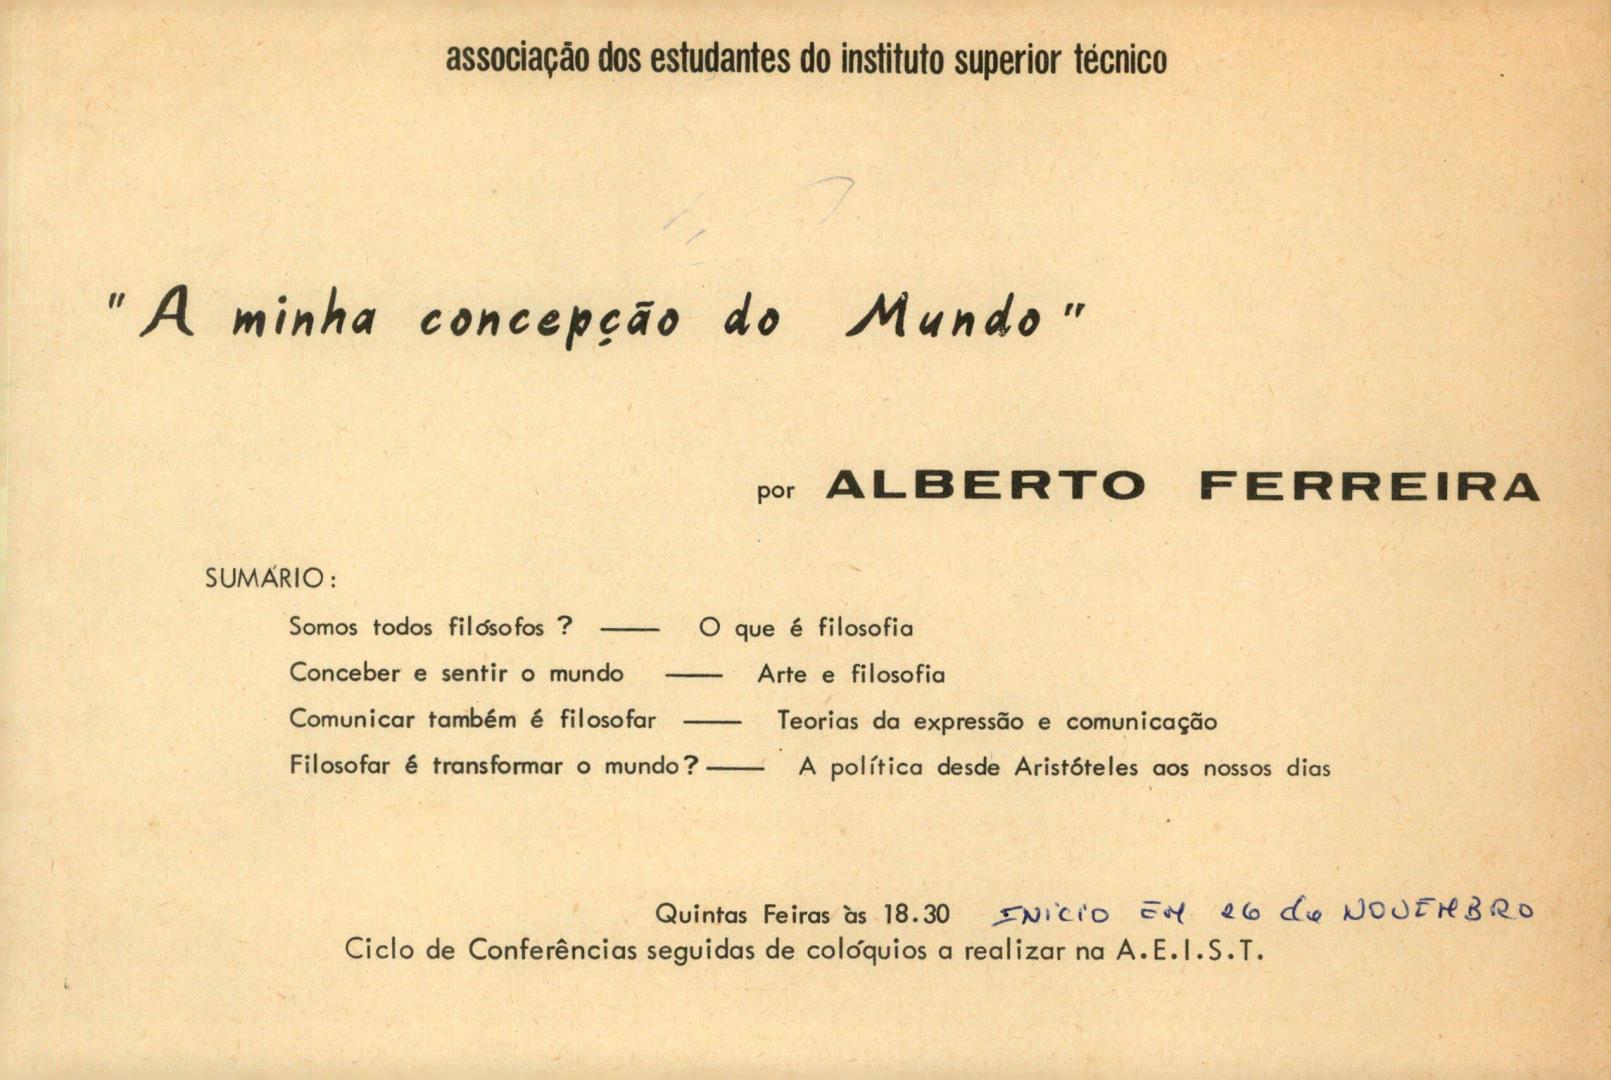 associação dos estudantes do instituto superior técnico
"A minha concepção do Mundo"
por ALBERTO FERREIRA
SUMÁRIO:
Somos todos filósofos ? —— O que é filosofia
Conceber e sentir o mundo —— Arte e filosofia
Comunicar também é filosofar —— Teorias da expressão e comunicação
Filosofar é transformar o mundo? —— A política desde Aristóteles aos nossos dias
Quintas Feiras às 18.30 INÍCIO EM 26 de NOVEMBRO
Ciclo de Conferências seguidas de colóquios a realizar na A.E.I.S.T.